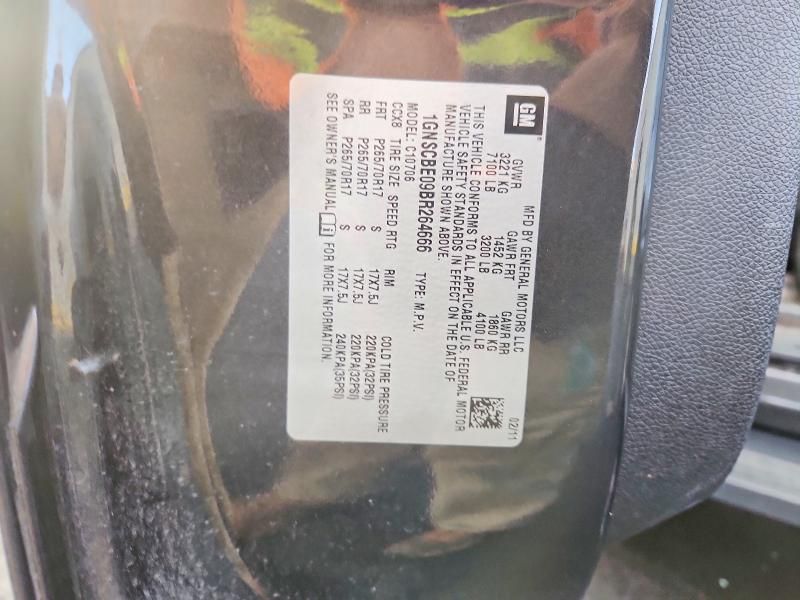 GM
MFD BY GENERAL MOTORS LLC 02/11
GVWR GAWR FRT GAWR RR
3221 KG 1452 KG 1860 KG
7100 LB 3200 LB 4100 LB
THIS VEHICLE CONFORMS TO ALL APPLICABLE U.S. FEDERAL MOTOR
VEHICLE SAFETY STANDARDS IN EFFECT ON THE DATE OF
MANUFACTURE SHOWN ABOVE.
1GNSCBE09BR264666 TYPE: M.P.V.
MODEL: C10706
CCX8 TIRE SIZE SPEED RTG RIM COLD TIRE PRESSURE
FRT P265/70R17 S 17X7.5J 220KPA(32PSI)
RR P265/70R17 S 17X7.5J 220KPA(32PSI)
SPA P265/70R17 S 17X7.5J 240KPA(35PSI)
SEE OWNER'S MANUAL i FOR MORE INFORMATION.